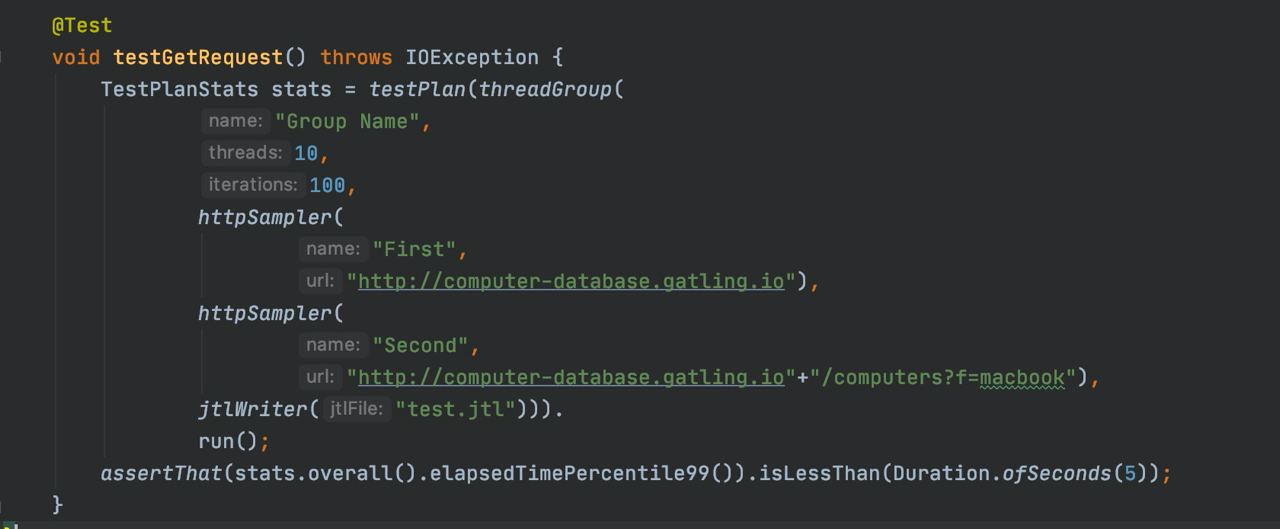 @Test
void testGetRequest() throws IOException {
TestPlanStats stats = testPlan(threadGroup(
name: "Group Name",
threads: 10,
iterations: 100,
httpSampler(
name: "First",
url: "http://computer-database.gatling.io"),
httpSampler(
name: "Second",
url: "http://computer-database.gatling.io"+"/computers?f=macbook"),
jtlWriter( jtlFile: "test.jtl"))).
run();
assertThat(stats.overall().elapsedTimePercentile99()).isLessThan(Duration.ofSeconds(5));
}